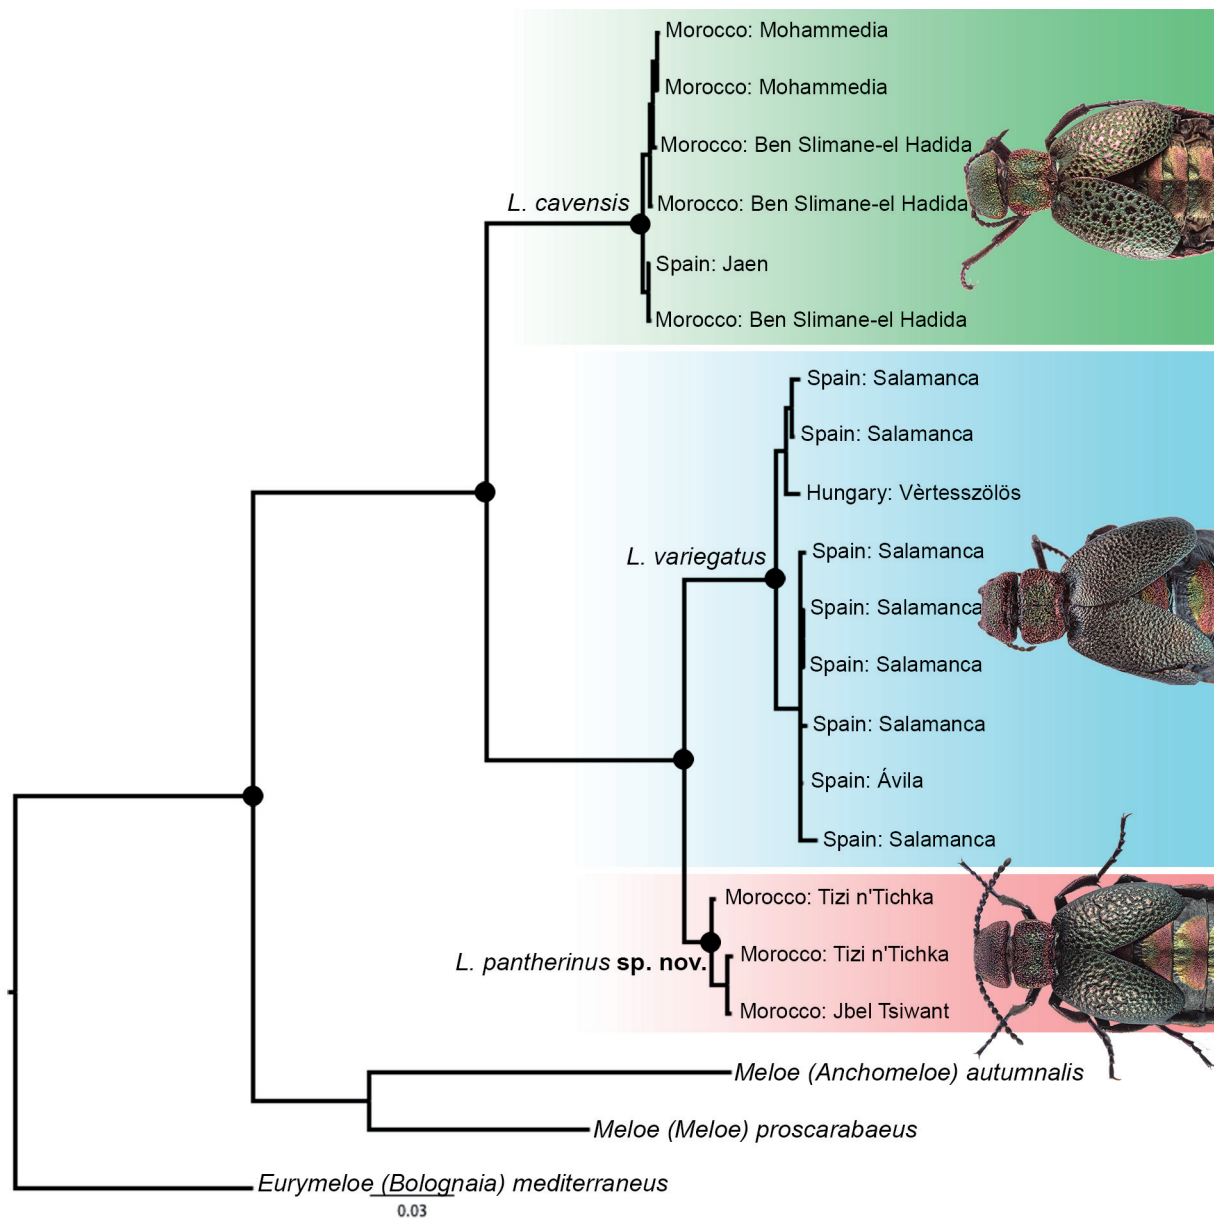 Morocco: Mohammedia
Morocco: Mohammedia
Morocco: Ben Slimane-el Hadida
L. cavensis
Morocco: Ben Slimane-el Hadida
Spain: Jaen
Morocco: Ben Slimane-el Hadida
Spain: Salamanca
Spain: Salamanca
Hungary: Vèrtesszölös
L. variegatus
Spain: Salamanca
Spain: Salamanca
Spain: Salamanca
Spain: Salamanca
Spain: Ávila
Spain: Salamanca
Morocco: Tizi n'Tichka
L. pantherinus sp. nov.
Morocco: Tizi n'Tichka
Morocco: Jbel Tsiwant
Meloe (Anchomeloe) autumnalis
Meloe (Meloe) proscarabaeus
Eurymeloe (Bolognaia) mediterraneus
0.03